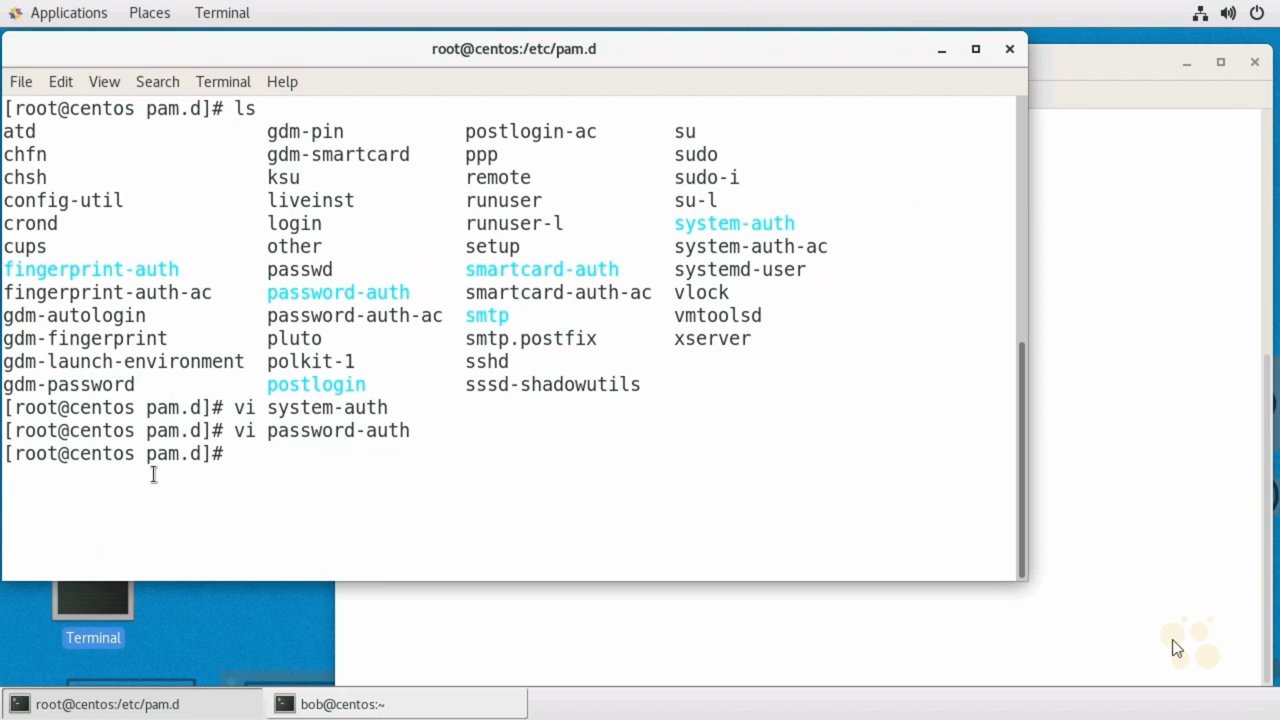 Applications Places Terminal
root@centos:/etc/pam.d
File Edit View Search Terminal Help
[root@centos pam.d]# ls
atd gdm-pin postlogin-ac su
chfn gdm-smartcard ppp sudo
chsh ksu remote sudo-i
config-util liveinst runuser su-l
crond login runuser-l system-auth
cups other setup system-auth-ac
fingerprint-auth passwd smartcard-auth systemd-user
fingerprint-auth-ac password-auth smartcard-auth-ac vlock
gdm-autologin password-auth-ac smtp vmtoolsd
gdm-fingerprint pluto smtp.postfix xserver
gdm-launch-environment polkit-1 sshd
gdm-password postlogin sssd-shadowutils
[root@centos pam.d]# vi system-auth
[root@centos pam.d]# vi password-auth
[root@centos pam.d]#
Terminal
root@centos:/etc/pam.d bob@centos:~